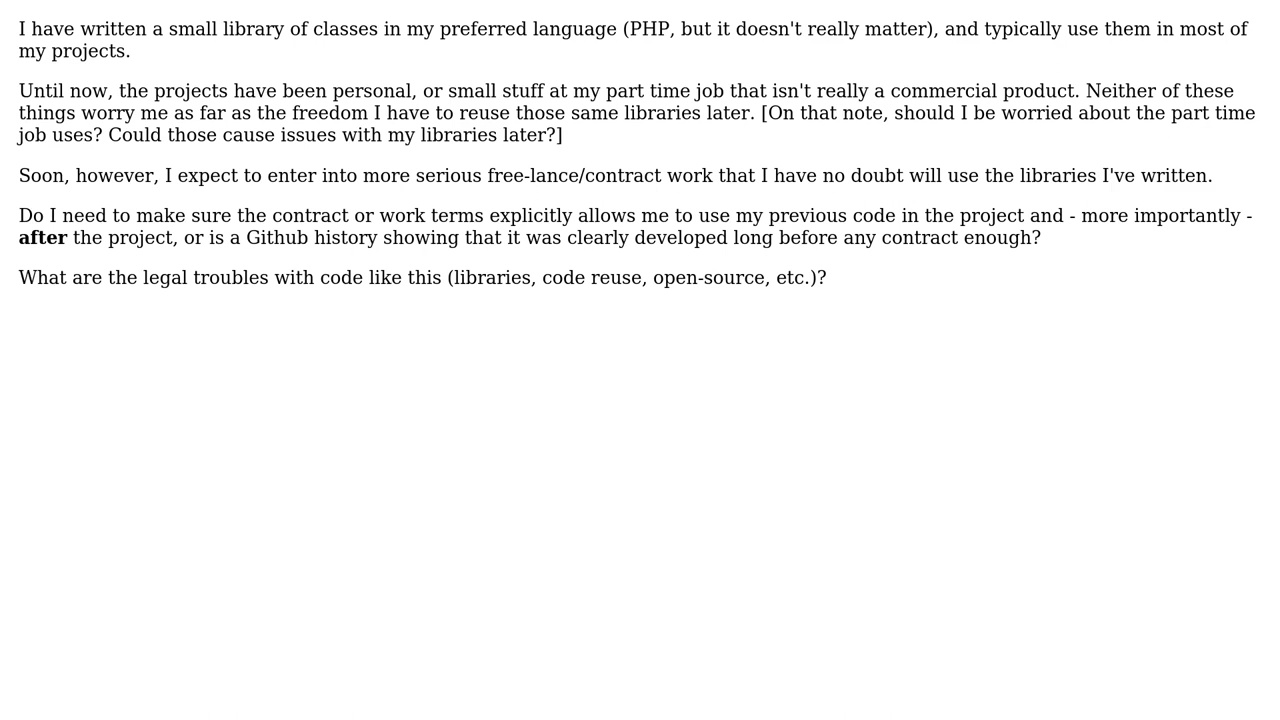 I have written a small library of classes in my preferred language (PHP, but it doesn't really matter), and typically use them in most of
my projects.
Until now, the projects have been personal, or small stuff at my part time job that isn't really a commercial product. Neither of these
things worry me as far as the freedom I have to reuse those same libraries later. [On that note, should I be worried about the part time
job uses? Could those cause issues with my libraries later?]
Soon, however, I expect to enter into more serious free-lance/contract work that I have no doubt will use the libraries I've written.
Do I need to make sure the contract or work terms explicitly allows me to use my previous code in the project and - more importantly -
after the project, or is a Github history showing that it was clearly developed long before any contract enough?
What are the legal troubles with code like this (libraries, code reuse, open-source, etc.)?